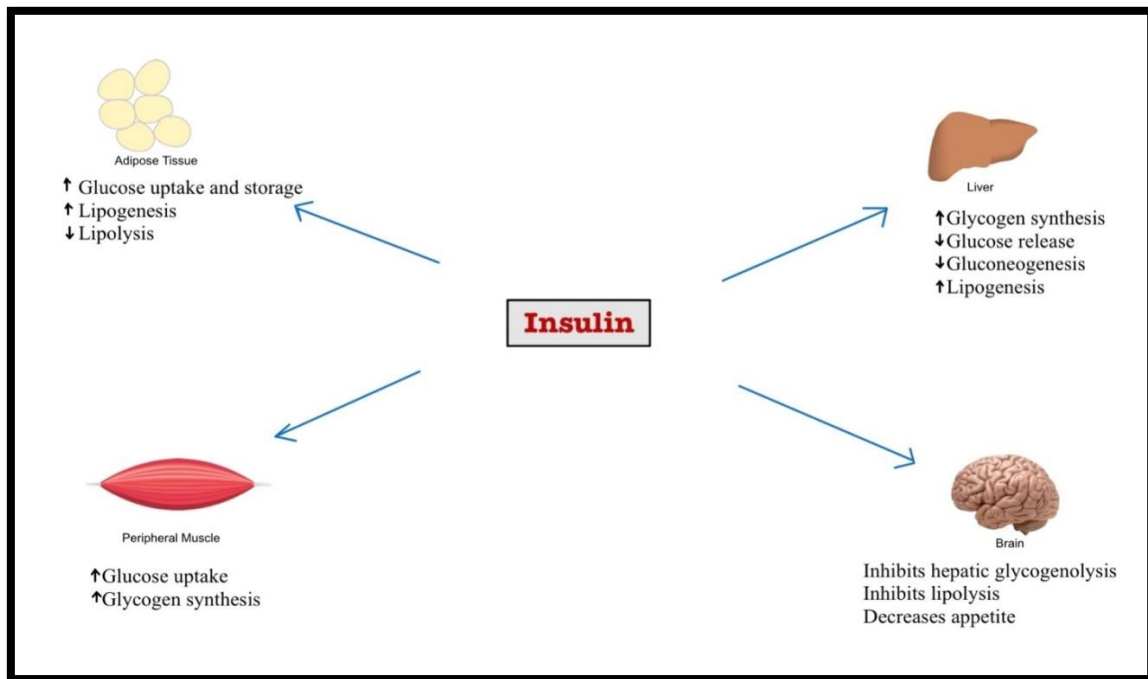 Adipose Tissue
↑ Glucose uptake and storage
↑ Lipogenesis
↓ Lipolysis
Liver
↑Glycogen synthesis
↓Glucose release
↓Gluconeogenesis
↑Lipogenesis
Insulin
Peripheral Muscle
↑Glucose uptake
↑Glycogen synthesis
Brain
Inhibits hepatic glycogenolysis
Inhibits lipolysis
Decreases appetite